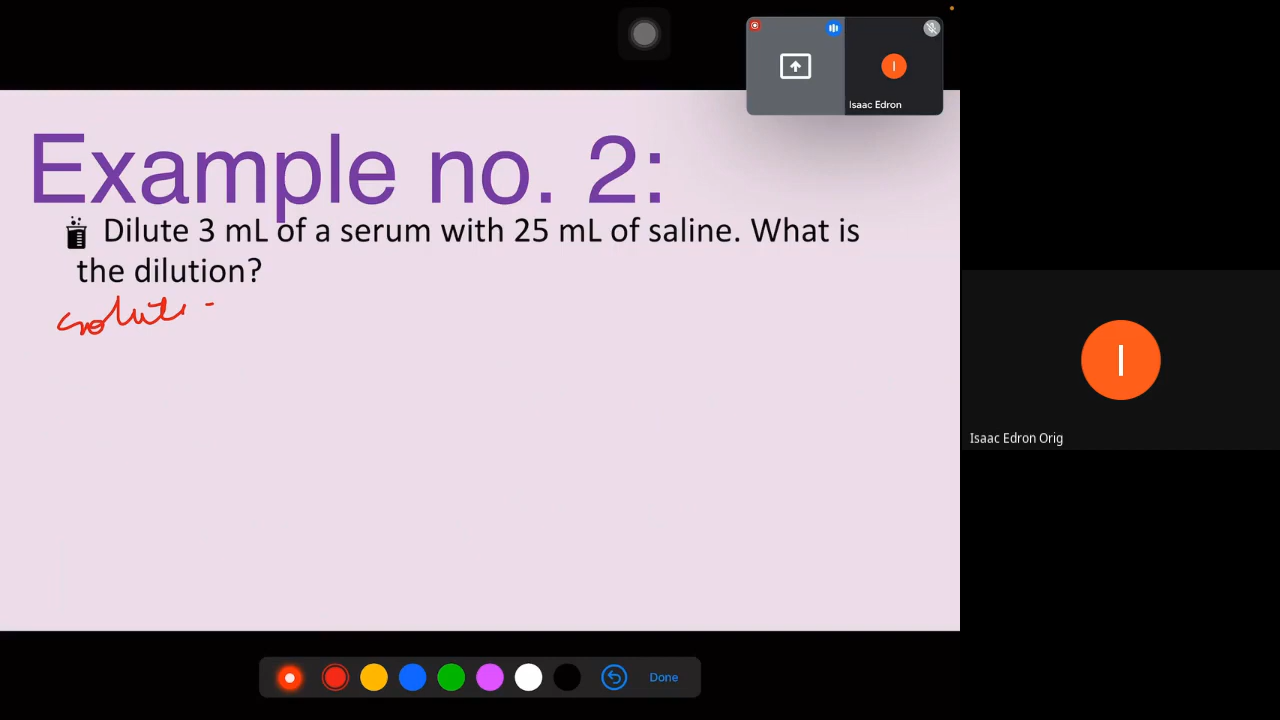 Isaac Edron
Example no. 2:
Dilute 3 mL of a serum with 25 mL of saline. What is
the dilution?
solute -
I
Isaac Edron Orig
Done